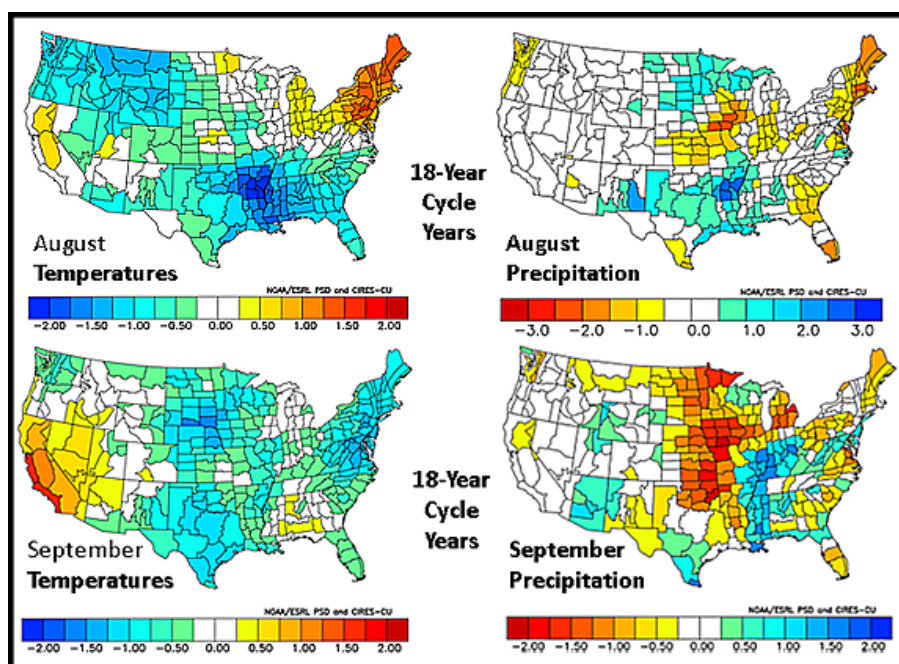 18-Year
Cycle
Years
August
Temperatures
August
Precipitation
NOAA/ESRL PSD and CIRES-CU
-2.00 -1.50 -1.00 -0.50 0.00 0.50 1.00 1.50 2.00
NOAA/ESRL PSD and CIRES-CU
-3.0 -2.0 -1.0 0.0 1.0 2.0 3.0
18-Year
Cycle
Years
September
Temperatures
September
Precipitation
NOAA/ESRL PSD and CIRES-CU
-2.00 -1.50 -1.00 -0.50 0.00 0.50 1.00 1.50 2.00
NOAA/ESRL PSD and CIRES-CU
-2.00 -1.50 -1.00 -0.50 0.00 0.50 1.00 1.50 2.00